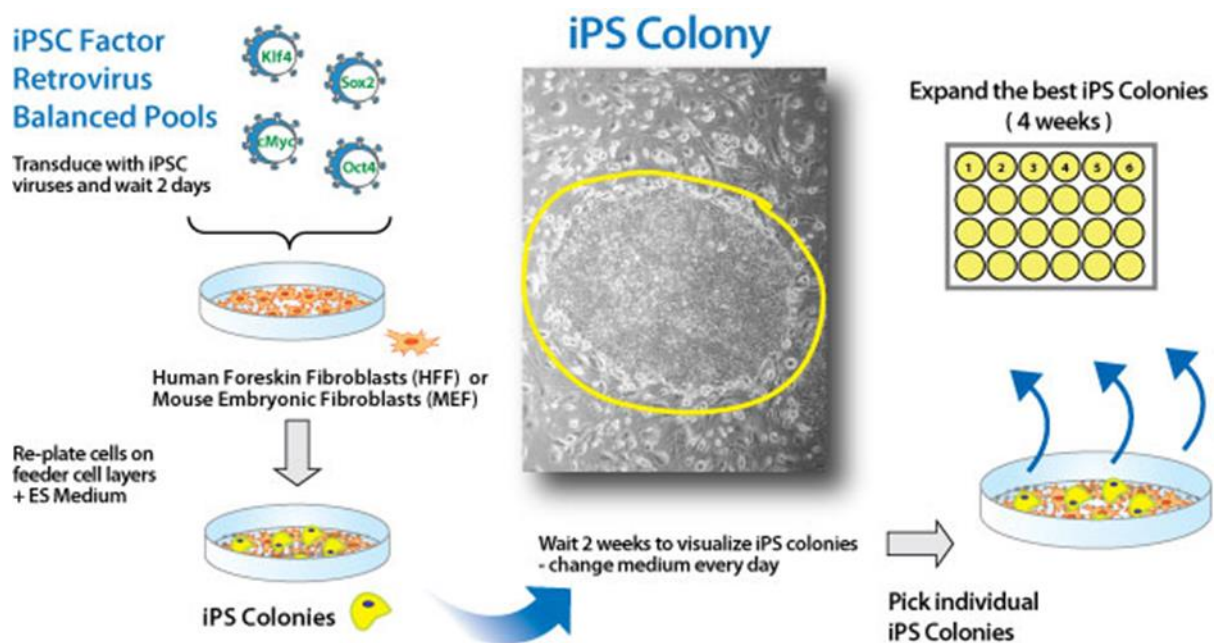 iPSC Factor
Retrovirus
Balanced Pools
Transduce with iPSC
viruses and wait 2 days
Klf4
Sox2
cMyc
Oct4
Human Foreskin Fibroblasts (HFF) or
Mouse Embryonic Fibroblasts (MEF)
Re-plate cells on
feeder cell layers
+ ES Medium
iPS Colonies
iPS Colony
Wait 2 weeks to visualize iPS colonies
- change medium every day
Expand the best iPS Colonies
( 4 weeks )
1 2 3 4 5 6
Pick individual
iPS Colonies